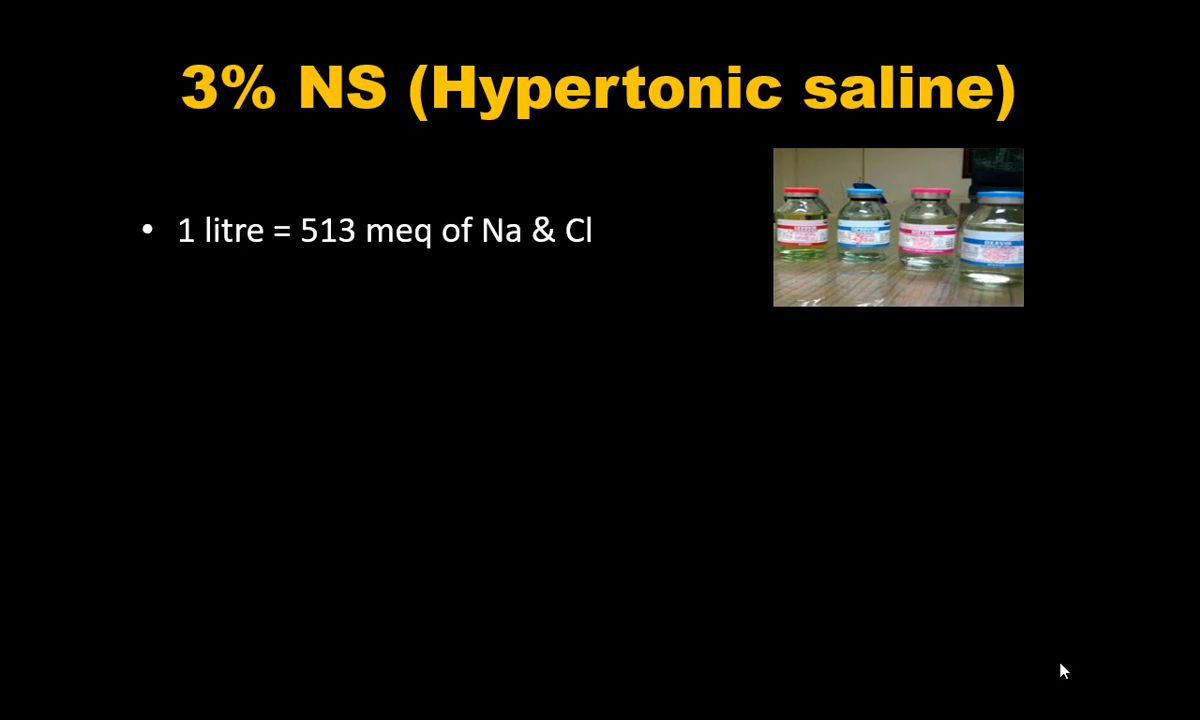 3% NS (Hypertonic saline)
• 1 litre = 513 meq of Na & Cl